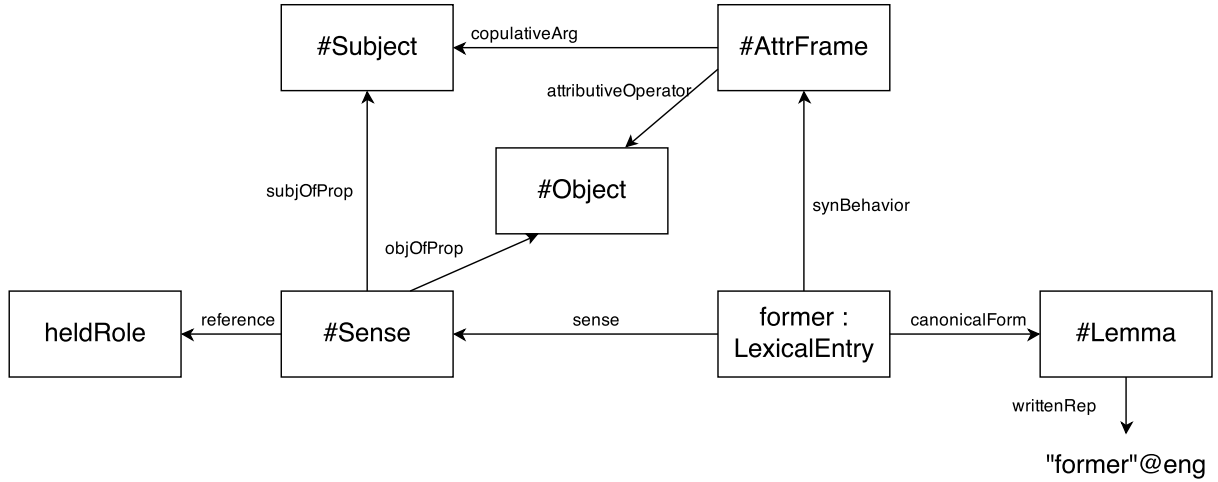 #Subject
copulativeArg
#AttrFrame
attributiveOperator
#Object
subjOfProp
synBehavior
objOfProp
heldRole
reference
#Sense
sense
former :
LexicalEntry
canonicalForm
#Lemma
writtenRep
"former"@eng